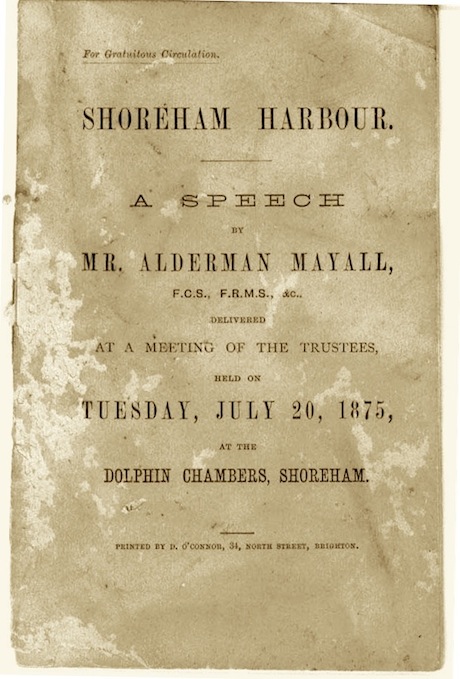 For Gratuitous Circulation.
SHOREHAM HARBOUR.
A SPEECH
BY
MR. ALDERMAN MAYALL,
F.C.S., F.R.M.S., &C.,
DELIVERED
AT A MEETING OF THE TRUSTEES,
HELD ON
TUESDAY, JULY 20, 1875,
AT THE
DOLPHIN CHAMBERS, SHOREHAM.
PRINTED BY D. O'CONNOR, 34, NORTH STREET, BRIGHTON.